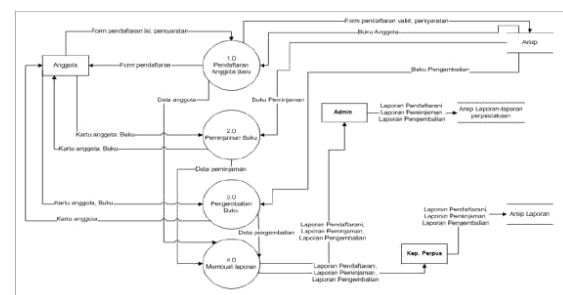 Form pendaftaran isi, persyaratan
Form pendaftaran valid, persyaratan
Buku Anggota
Arsip
Anggota
Form pendaftaran
1.0
Pendaftaran
Anggota Baru
Buku Pengembalian
Data anggota
Buku Peminjaman
Admin
Laporan Pendaftaran\
Laporan Peminjaman,
Laporan Pengembalian
Arsip Laporan-laporan
perpustakaan
Kartu anggota, Buku
2.0
Peminjaman Buku
Kartu anggota, Buku
Data peminjaman
3.0
Pengembalian
Buku
Kartu anggota, Buku
Kartu anggota
Data pengembalian
Laporan Pendaftaran\,
Laporan Peminjaman,
Laporan Pengembalian
Laporan Pendaftaran\,
Laporan Peminjaman,
Laporan Pengembalian
Arsip Laporan
4.0
Membuat laporan
Laporan Pendaftaran\,
Laporan Peminjaman,
Laporan Pengembalian
Kep. Perpus